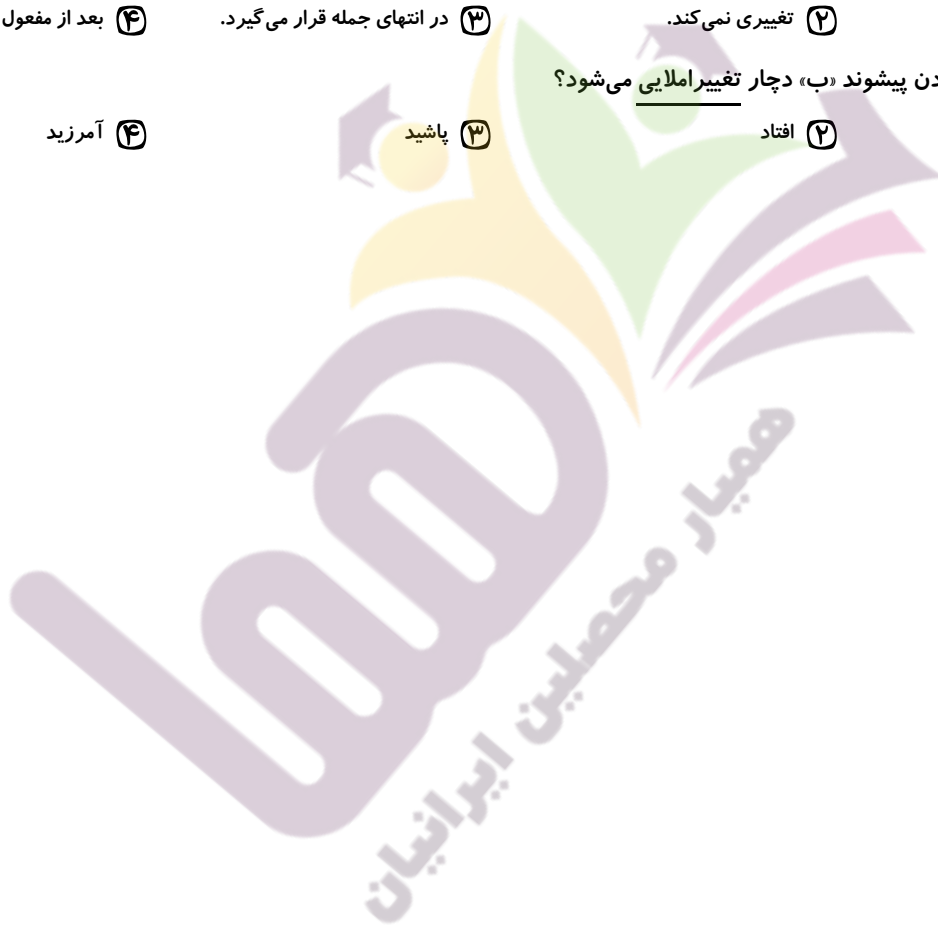 ۲ تغییری نمی‌کند. ۳ در انتهای جمله قرار می‌گیرد. ۴ بعد از مفعول
دن پیشوند «ب» دچار تغییراملایی می‌شود؟
۲ افتاد ۳ پاشید ۴ آمرزید
همیار محصلین ایرانیان